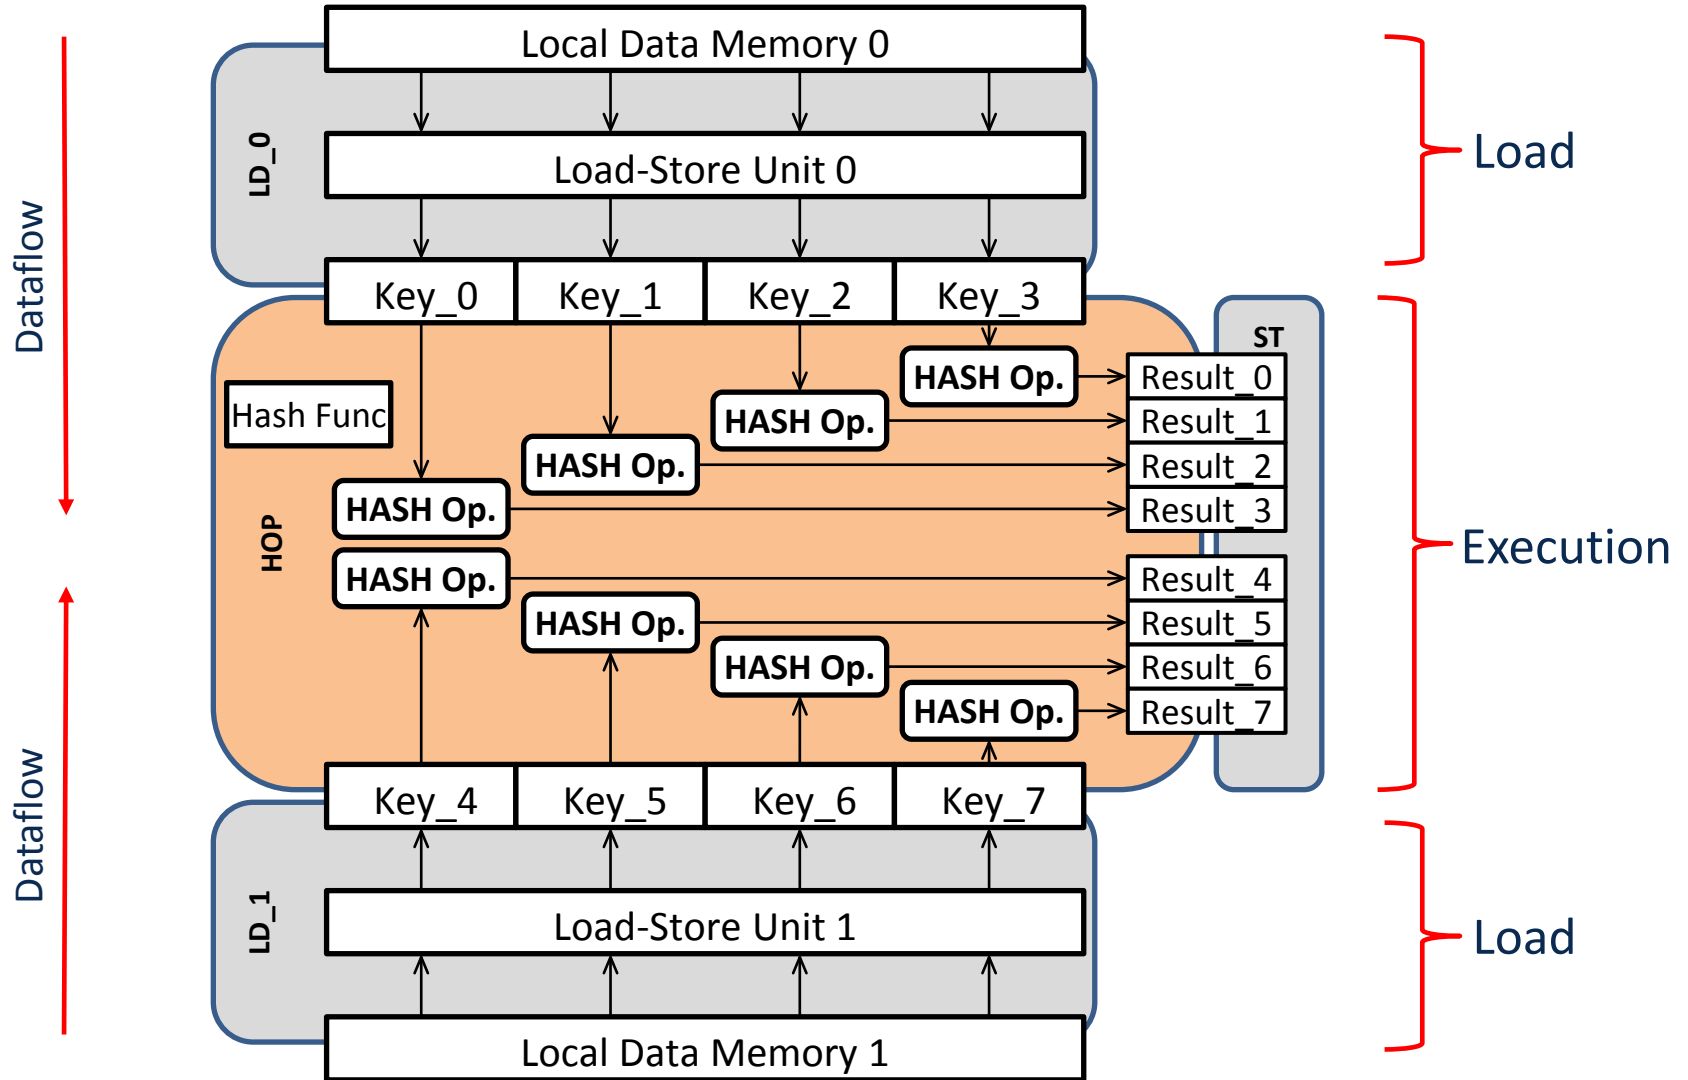 Local Data Memory 0
LD_0
Load-Store Unit 0
Load
Dataflow
Key_0
Key_1
Key_2
Key_3
ST
HASH Op.
Result_0
Hash Func
HASH Op.
Result_1
HASH Op.
Result_2
HASH Op.
Result_3
HOP
Execution
HASH Op.
Result_4
HASH Op.
Result_5
HASH Op.
Result_6
HASH Op.
Result_7
Dataflow
Key_4
Key_5
Key_6
Key_7
LD_1
Load-Store Unit 1
Load
Local Data Memory 1